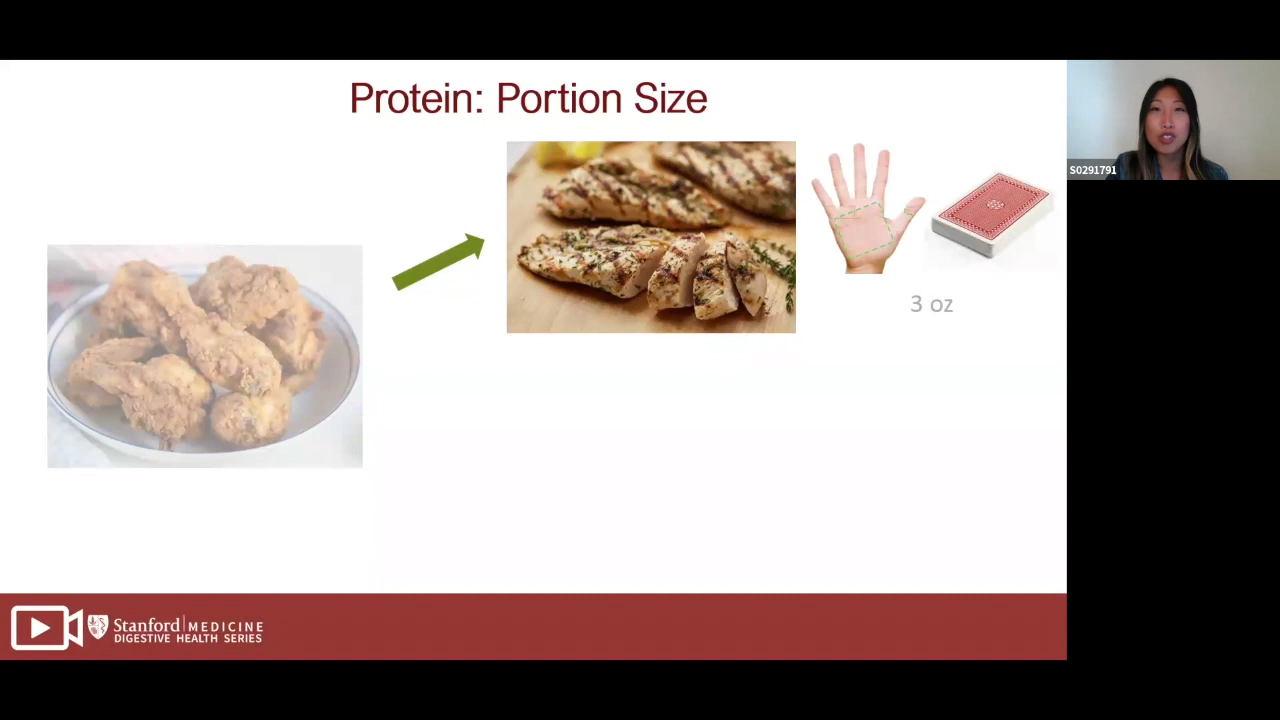 Protein: Portion Size
S0291791
3 oz
Stanford MEDICINE
DIGESTIVE HEALTH SERIES